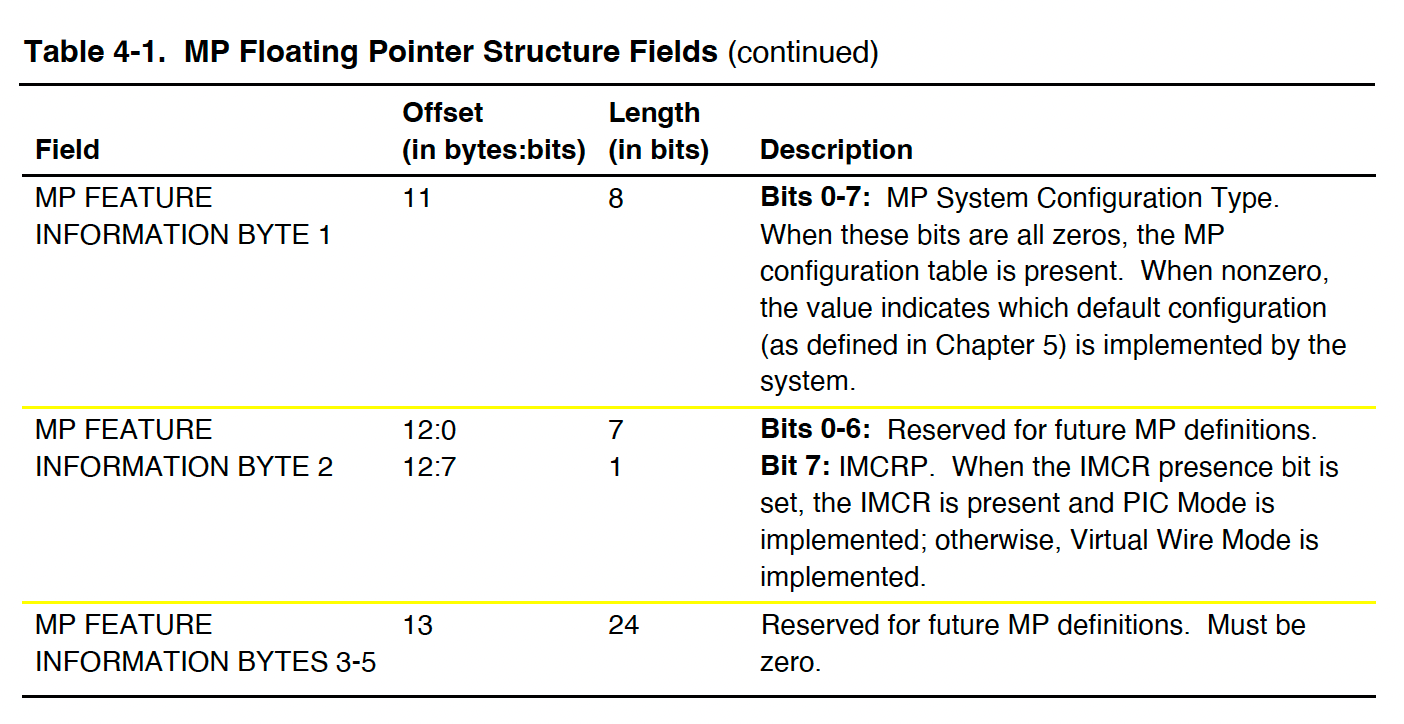 Table 4-1.  MP Floating Pointer Structure Fields (continued)
Field Offset (in bytes:bits) Length (in bits) Description
MP FEATURE 11 8 Bits 0-7:  MP System Configuration Type.
INFORMATION BYTE 1 When these bits are all zeros, the MP
configuration table is present.  When nonzero,
the value indicates which default configuration
(as defined in Chapter 5) is implemented by the
system.
MP FEATURE 12:0 7 Bits 0-6:  Reserved for future MP definitions.
INFORMATION BYTE 2 12:7 1 Bit 7: IMCRP.  When the IMCR presence bit is
set, the IMCR is present and PIC Mode is
implemented; otherwise, Virtual Wire Mode is
implemented.
MP FEATURE 13 24 Reserved for future MP definitions.  Must be
INFORMATION BYTES 3-5 zero.